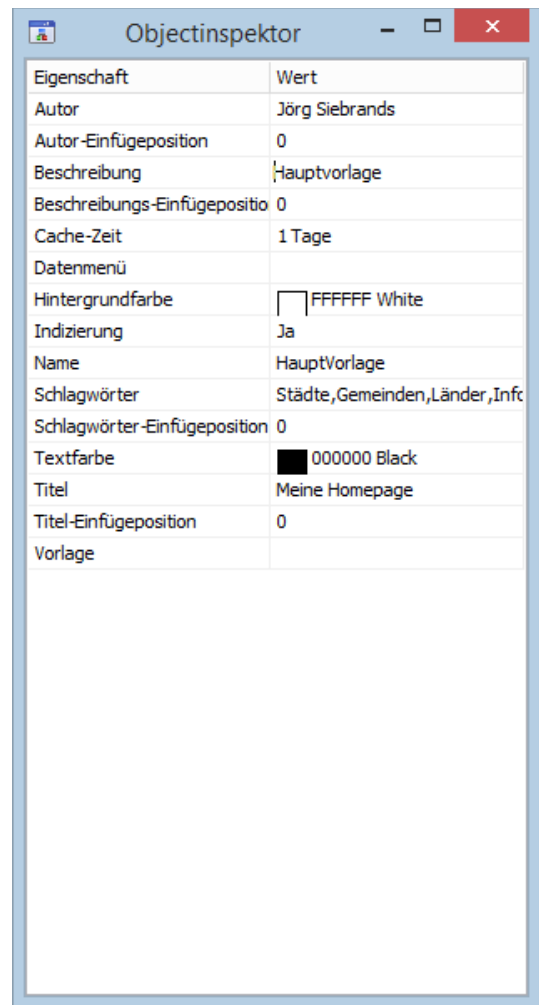 Objectinspektor
Eigenschaft Wert
Autor Jörg Siebrands
Autor-Einfügeposition 0
Beschreibung Hauptvorlage
Beschreibungs-Einfügepositio 0
Cache-Zeit 1 Tage
Datenmenü
Hintergrundfarbe FFFFFF White
Indizierung Ja
Name HauptVorlage
Schlagwörter Städte,Gemeinden,Länder,Info
Schlagwörter-Einfügeposition 0
Textfarbe 000000 Black
Titel Meine Homepage
Titel-Einfügeposition 0
Vorlage